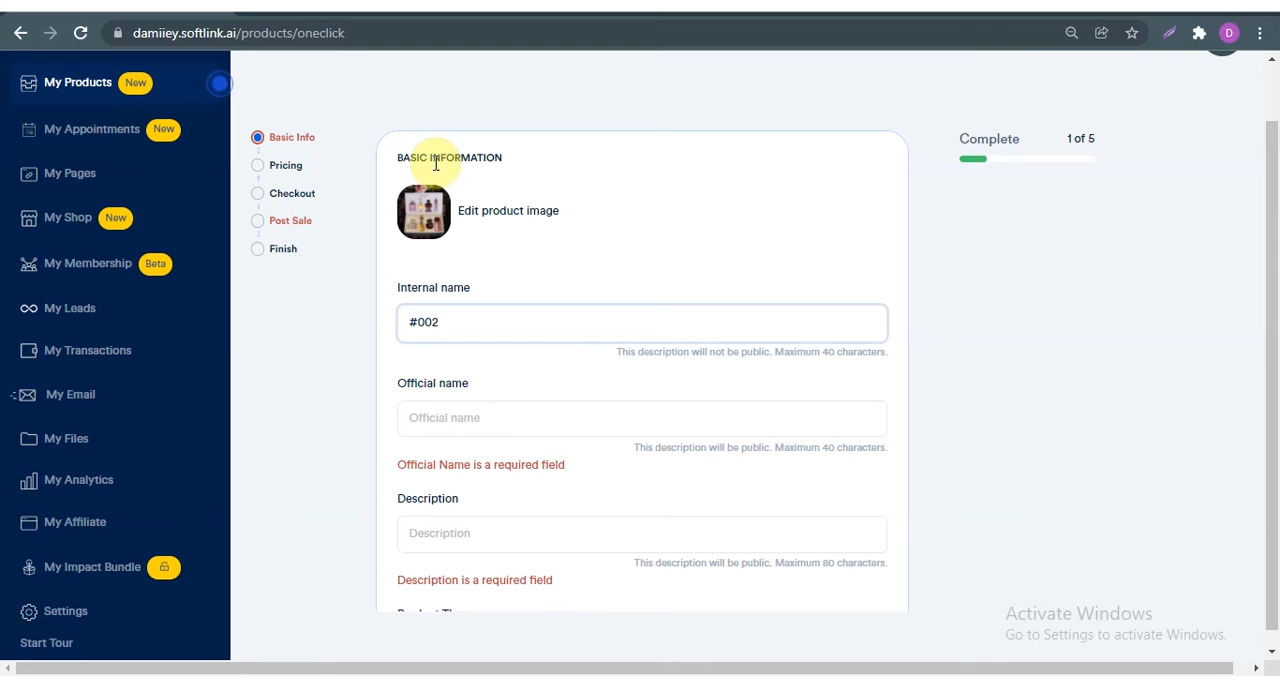 damiiey.softlink.ai/products/oneclick
D
My Products New
My Appointments New
My Pages
My Shop New
My Membership Beta
My Leads
My Transactions
My Email
My Files
My Analytics
My Affiliate
My Impact Bundle
Settings
Start Tour
Basic Info
Pricing
Checkout
Post Sale
Finish
BASIC INFORMATION
Edit product image
Internal name
#002
This description will not be public. Maximum 40 characters.
Official name
Official name
This description will be public. Maximum 40 characters.
Official Name is a required field
Description
Description
This description will be public. Maximum 80 characters.
Description is a required field
Complete 1 of 5
Activate Windows
Go to Settings to activate Windows.